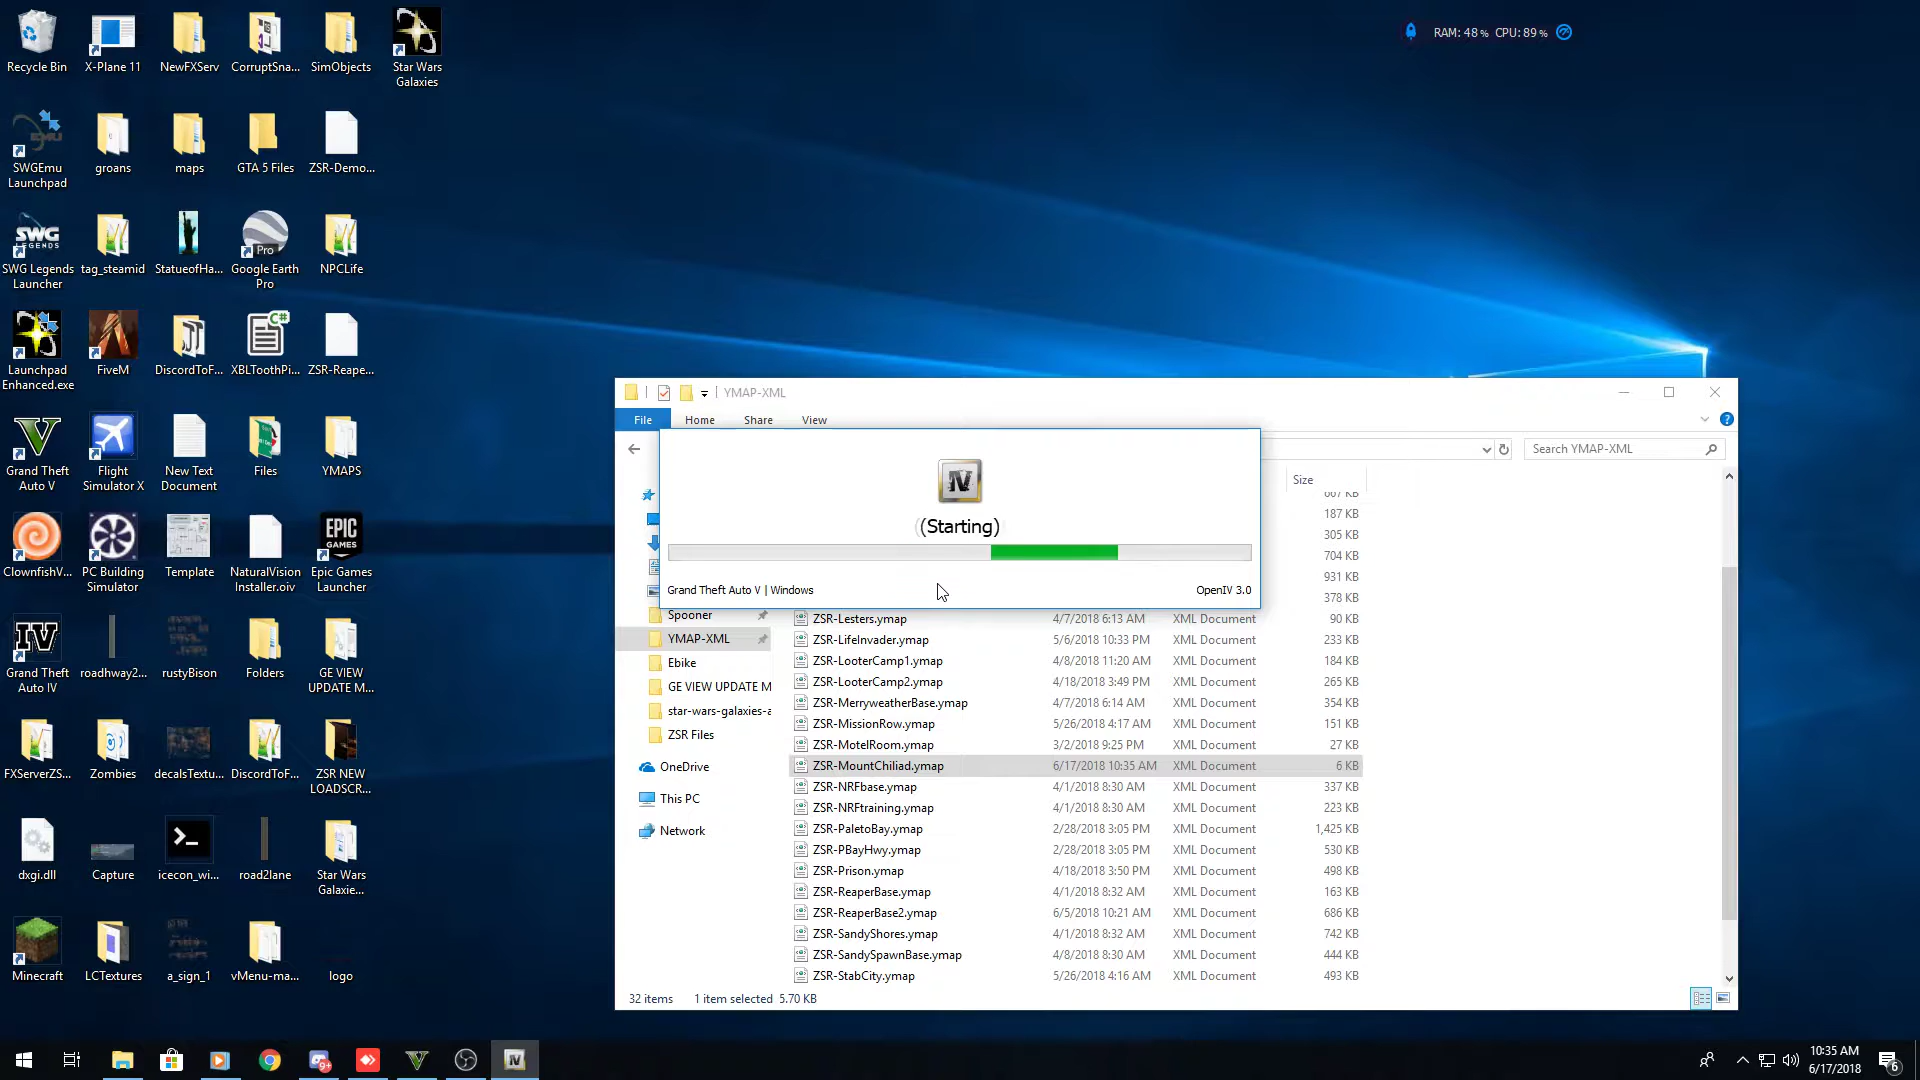 Recycle Bin
X-Plane 11
NewFXServ
CorruptSna...
SimObjects
Star Wars
Galaxies
RAM: 48 % CPU: 89 %
SWGEmu
Launchpad
groans
maps
GTA 5 Files
ZSR-Demo...
SWG Legends
Launcher
tag_steamid
StatueofHa...
Google Earth
Pro
NPCLife
Launchpad
Enhanced.exe
FiveM
DiscordToF...
XBLToothPi...
ZSR-Reape...
Grand Theft
Auto V
Flight
Simulator X
New Text
Document
Files
YMAPS
ClownfishV...
PC Building
Simulator
Template
NaturalVision
Installer.oiv
Epic Games
Launcher
Grand Theft
Auto IV
roadhway2...
rustyBison
Folders
GE VIEW
UPDATE M...
FXServerZS...
Zombies
decalsTextu...
DiscordToF...
ZSR NEW
LOADSCR...
dxgi.dll
Capture
icecon_wi...
road2lane
Star Wars
Galaxie...
Minecraft
LCTextures
a_sign_1
vMenu-ma...
logo
YMAP-XML
File
Home
Share
View
Search YMAP-XML
Size
667 KB
187 KB
305 KB
704 KB
931 KB
378 KB
(Starting)
Grand Theft Auto V | Windows
OpenIV 3.0
Spooner
YMAP-XML
Ebike
GE VIEW UPDATE M
star-wars-galaxies-a
ZSR Files
OneDrive
This PC
Network
ZSR-Lesters.ymap 4/7/2018 6:13 AM XML Document 90 KB
ZSR-LifeInvader.ymap 5/6/2018 10:33 PM XML Document 233 KB
ZSR-LooterCamp1.ymap 4/8/2018 11:20 AM XML Document 184 KB
ZSR-LooterCamp2.ymap 4/18/2018 3:49 PM XML Document 265 KB
ZSR-MerryweatherBase.ymap 4/7/2018 6:14 AM XML Document 354 KB
ZSR-MissionRow.ymap 5/26/2018 4:17 AM XML Document 151 KB
ZSR-MotelRoom.ymap 3/2/2018 9:25 PM XML Document 27 KB
ZSR-MountChiliad.ymap 6/17/2018 10:35 AM XML Document 6 KB
ZSR-NRFbase.ymap 4/1/2018 8:30 AM XML Document 337 KB
ZSR-NRFtraining.ymap 4/1/2018 8:30 AM XML Document 223 KB
ZSR-PaletoBay.ymap 2/28/2018 3:05 PM XML Document 1,425 KB
ZSR-PBayHwy.ymap 2/28/2018 3:05 PM XML Document 530 KB
ZSR-Prison.ymap 4/18/2018 3:50 PM XML Document 498 KB
ZSR-ReaperBase.ymap 4/1/2018 8:32 AM XML Document 163 KB
ZSR-ReaperBase2.ymap 6/5/2018 10:21 AM XML Document 686 KB
ZSR-SandyShores.ymap 4/1/2018 8:32 AM XML Document 742 KB
ZSR-SandySpawnBase.ymap 4/8/2018 8:30 AM XML Document 444 KB
ZSR-StabCity.ymap 5/26/2018 4:16 AM XML Document 493 KB
32 items 1 item selected 5.70 KB
10:35 AM
6/17/2018
6